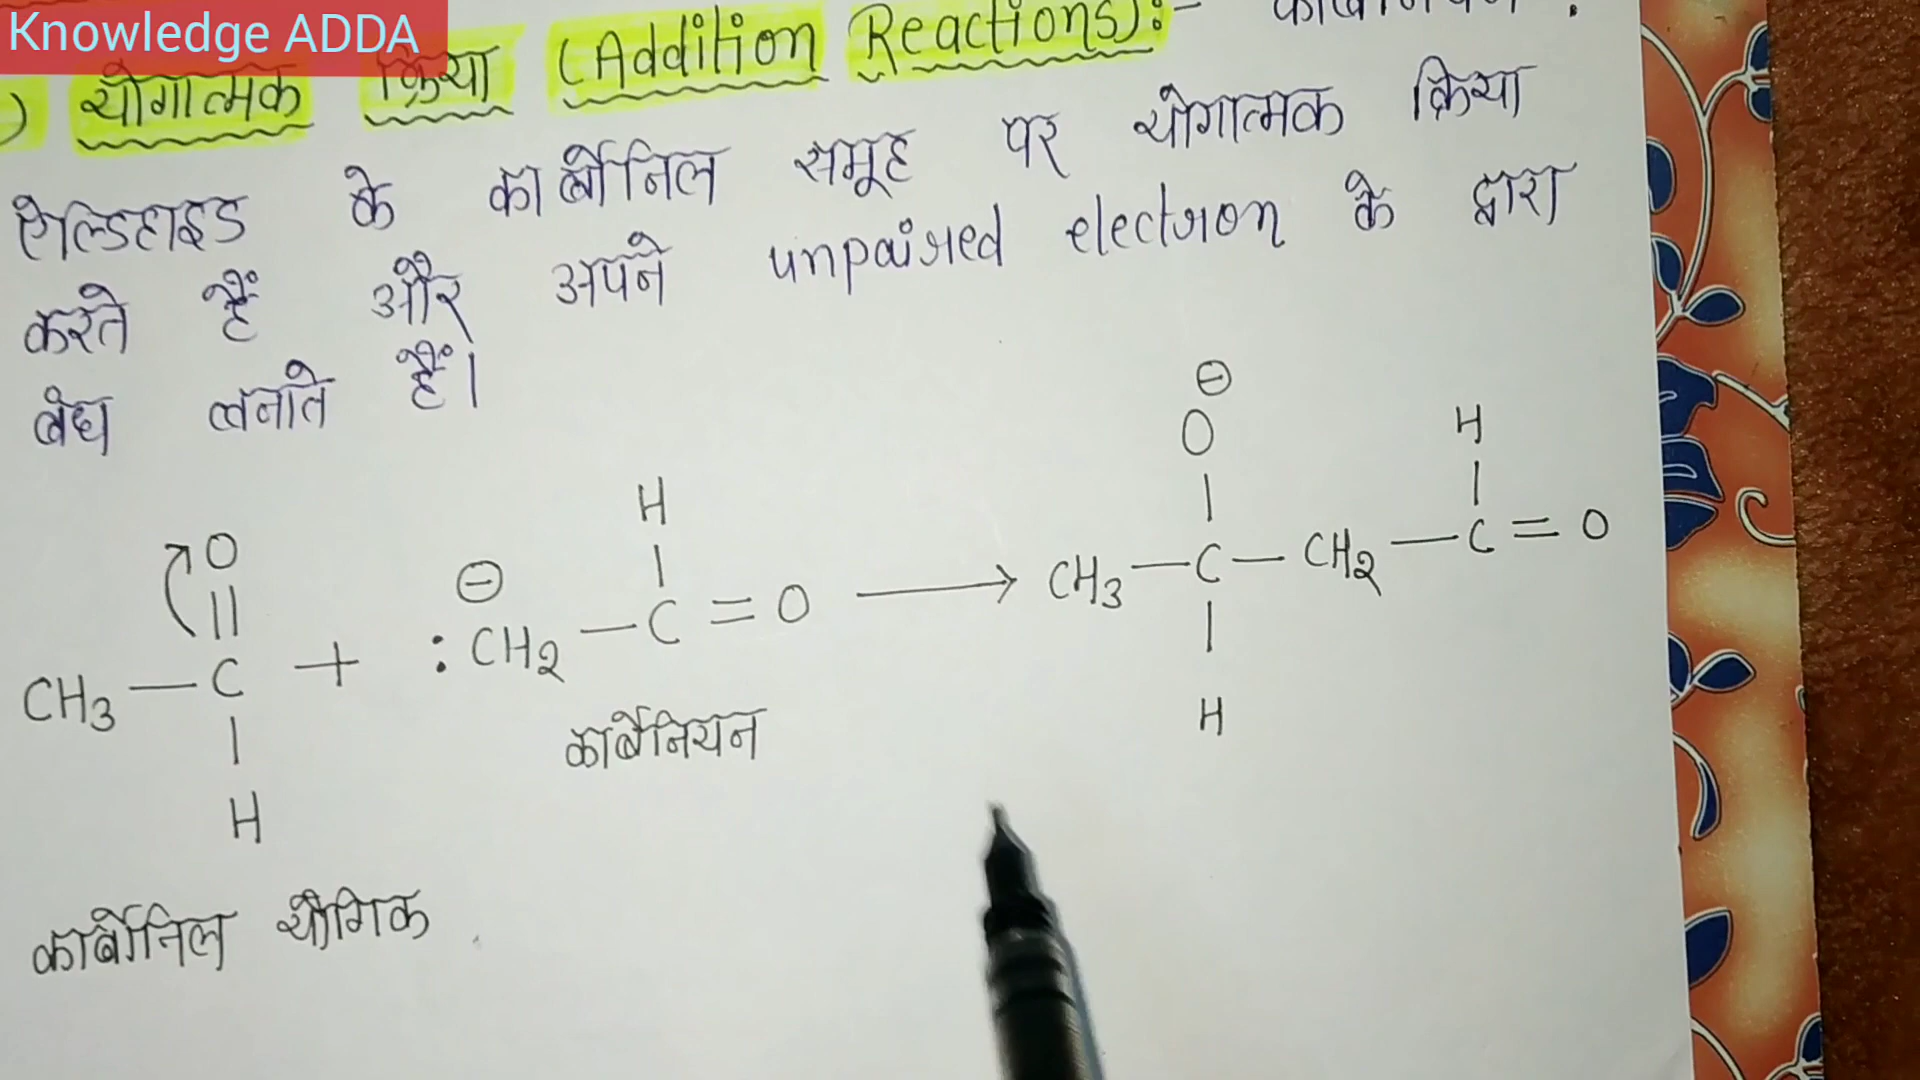 Knowledge ADDA
) योगात्मक क्रिया (Addition Reactions):-
ऐल्डिहाइड के कार्बोनिल समूह पर योगात्मक क्रिया
करते हैं और अपने unpaired electron के द्वारा
बंध बनाते हैं।
⊖
O H
H
O ⊖ CH3 — C — CH2 — C = O
CH3 — C + : CH2 — C = O ⟶
H
H
कार्बेनियन
कार्बोनिल यौगिक